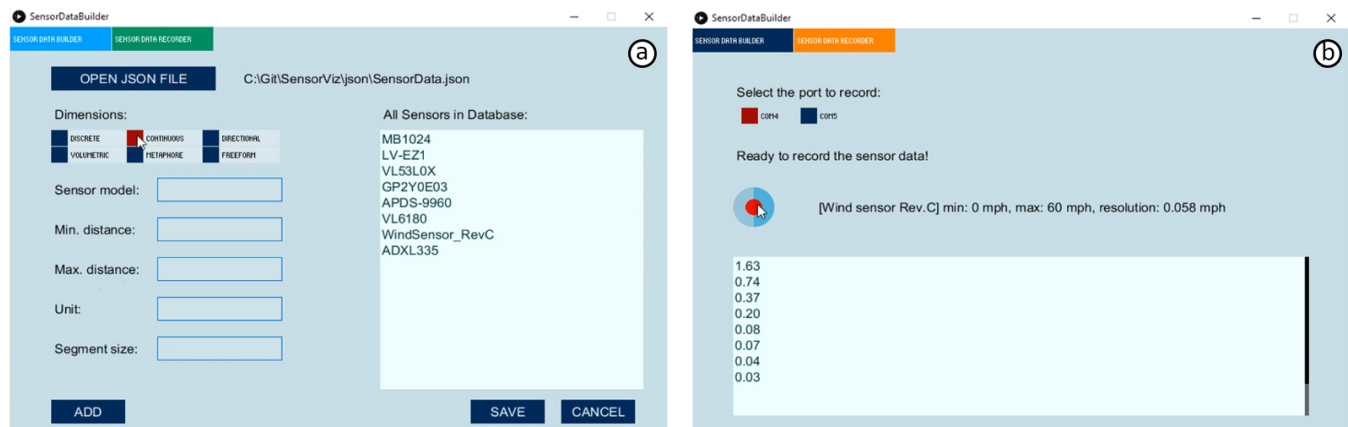 SensorDataBuilder
SENSOR DATA BUILDER SENSOR DATA RECORDER
a
OPEN JSON FILE C:\Git\SensorViz\json\SensorData.json
Dimensions:
DISCRETE CONTINUOUS DIRECTIONAL
VOLUMETRIC METAPHORE FREEFORM
Sensor model:
Min. distance:
Max. distance:
Unit:
Segment size:
All Sensors in Database:
MB1024
LV-EZ1
VL53L0X
GP2Y0E03
APDS-9960
VL6180
WindSensor_RevC
ADXL335
ADD SAVE CANCEL
SensorDataBuilder
SENSOR DATA BUILDER SENSOR DATA RECORDER
b
Select the port to record:
COM4 COM5
Ready to record the sensor data!
[Wind sensor Rev.C] min: 0 mph, max: 60 mph, resolution: 0.058 mph
1.63
0.74
0.37
0.20
0.08
0.07
0.04
0.03